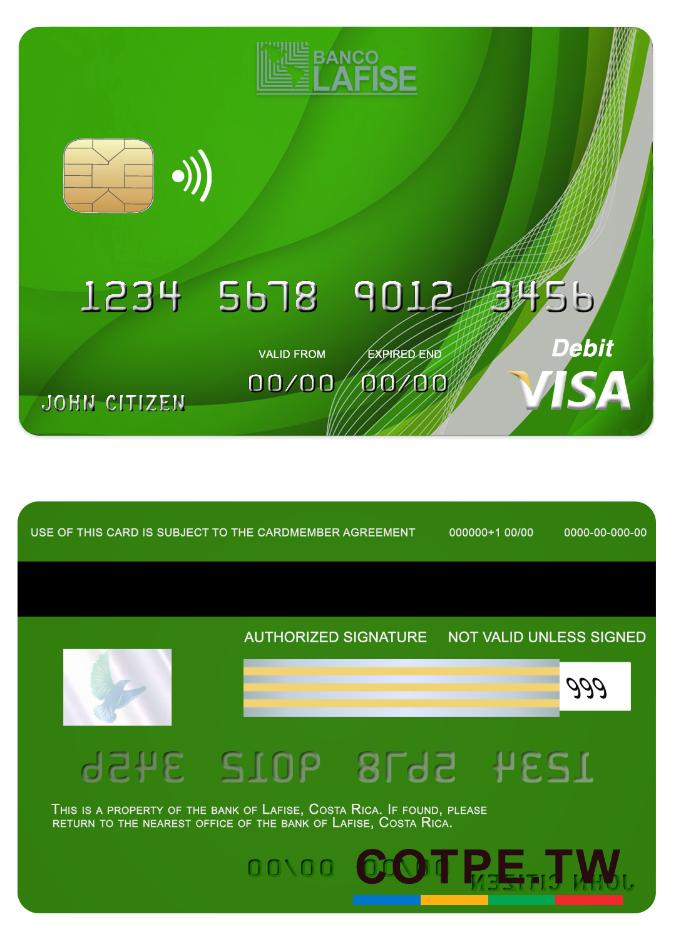 BANCO
LAFISE
1234 5678 9012 3456
VALID FROM EXPIRED END
00/00 00/00
Debit
JOHN CITIZEN
VISA
USE OF THIS CARD IS SUBJECT TO THE CARDMEMBER AGREEMENT 000000+1 00/00 0000-00-000-00
AUTHORIZED SIGNATURE NOT VALID UNLESS SIGNED
999
This is a property of the bank of Lafise, Costa Rica. If found, please
return to the nearest office of the bank of Lafise, Costa Rica.
COTPE.TW